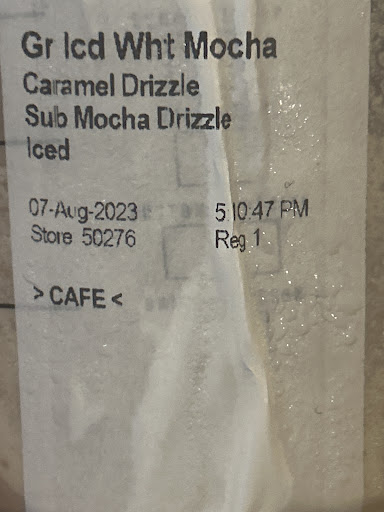 Gr Icd Wht Mocha
Caramel Drizzle
Sub Mocha Drizzle
Iced
07-Aug-2023 5:10:47 PM
Store 50276 Reg 1
> CAFE <